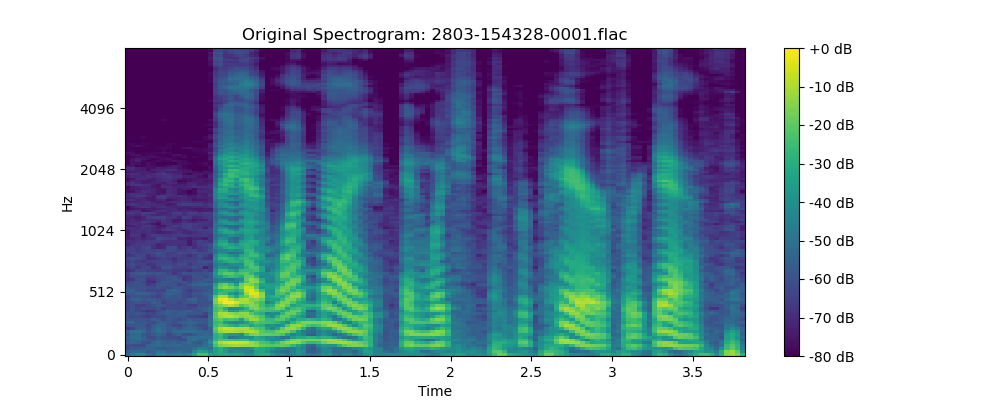 Original Spectrogram: 2803-154328-0001.flac
Hz
4096
2048
1024
512
0
0 0.5 1 1.5 2 2.5 3 3.5
Time
+0 dB
-10 dB
-20 dB
-30 dB
-40 dB
-50 dB
-60 dB
-70 dB
-80 dB